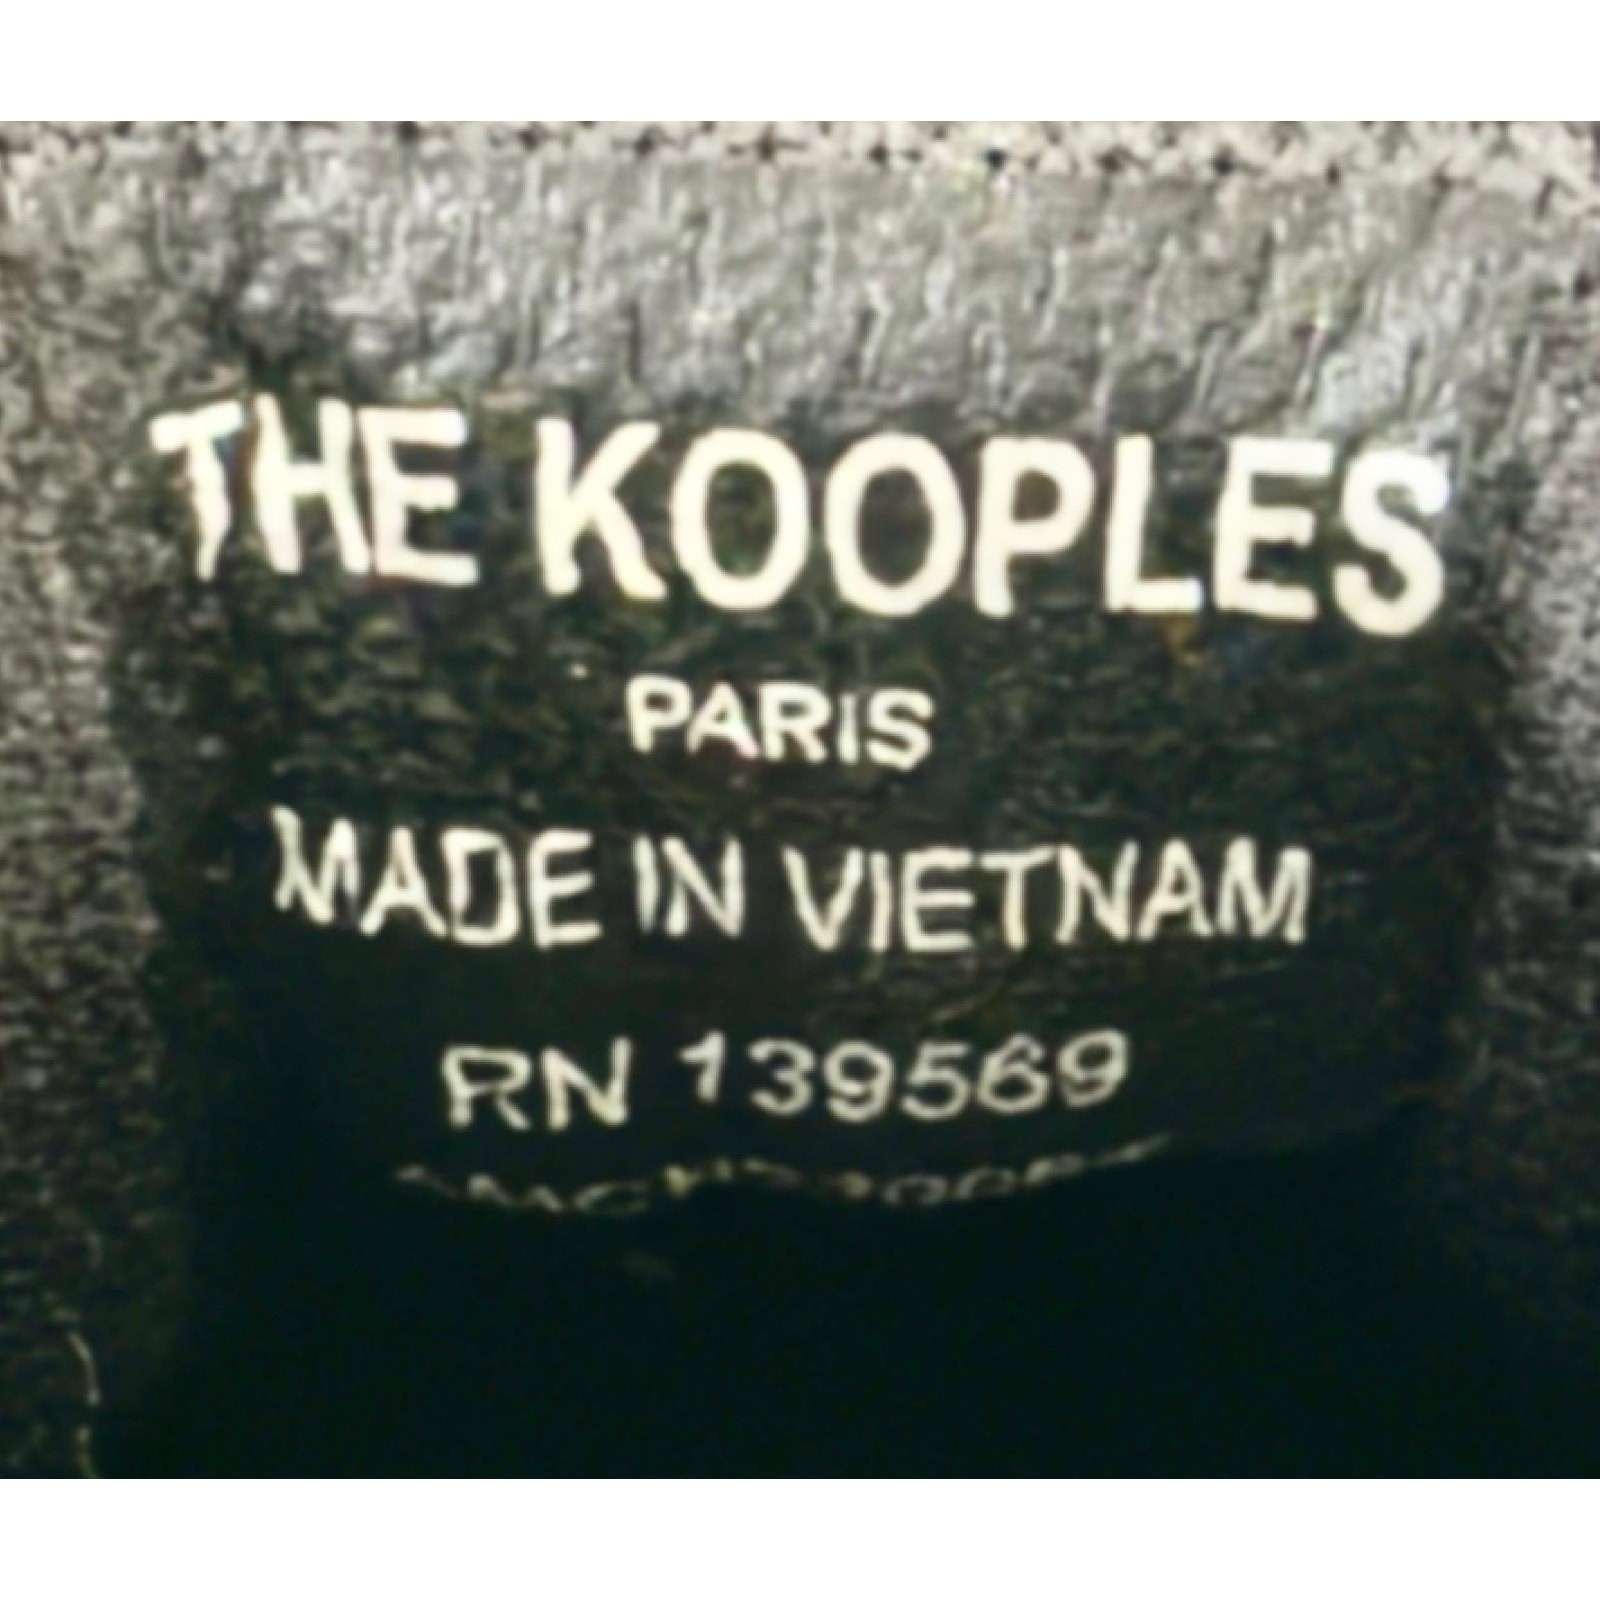 THE KOOPLES
PARIS
MADE IN VIETNAM
RN 139569